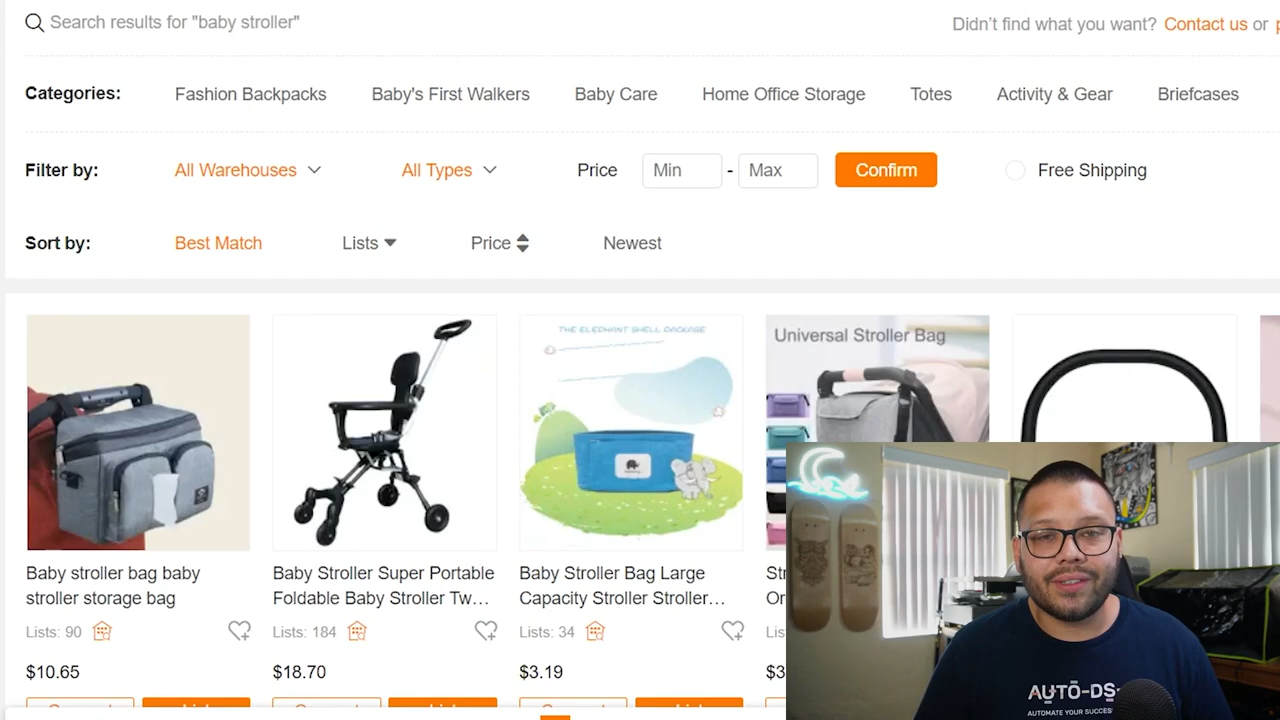 Search results for "baby stroller"
Didn’t find what you want? Contact us or
Categories: Fashion Backpacks Baby's First Walkers Baby Care Home Office Storage Totes Activity & Gear Briefcases
Filter by: All Warehouses All Types Price Min - Max Confirm Free Shipping
Sort by: Best Match Lists Price Newest
THE ELEPHANT SHELL PACKAGE
Universal Stroller Bag
Baby stroller bag baby
stroller storage bag
Lists: 90
$10.65
Baby Stroller Super Portable
Foldable Baby Stroller Tw...
Lists: 184
$18.70
Baby Stroller Bag Large
Capacity Stroller Stroller...
Lists: 34
$3.19
AUTO-DS
AUTOMATE YOUR SUCCES